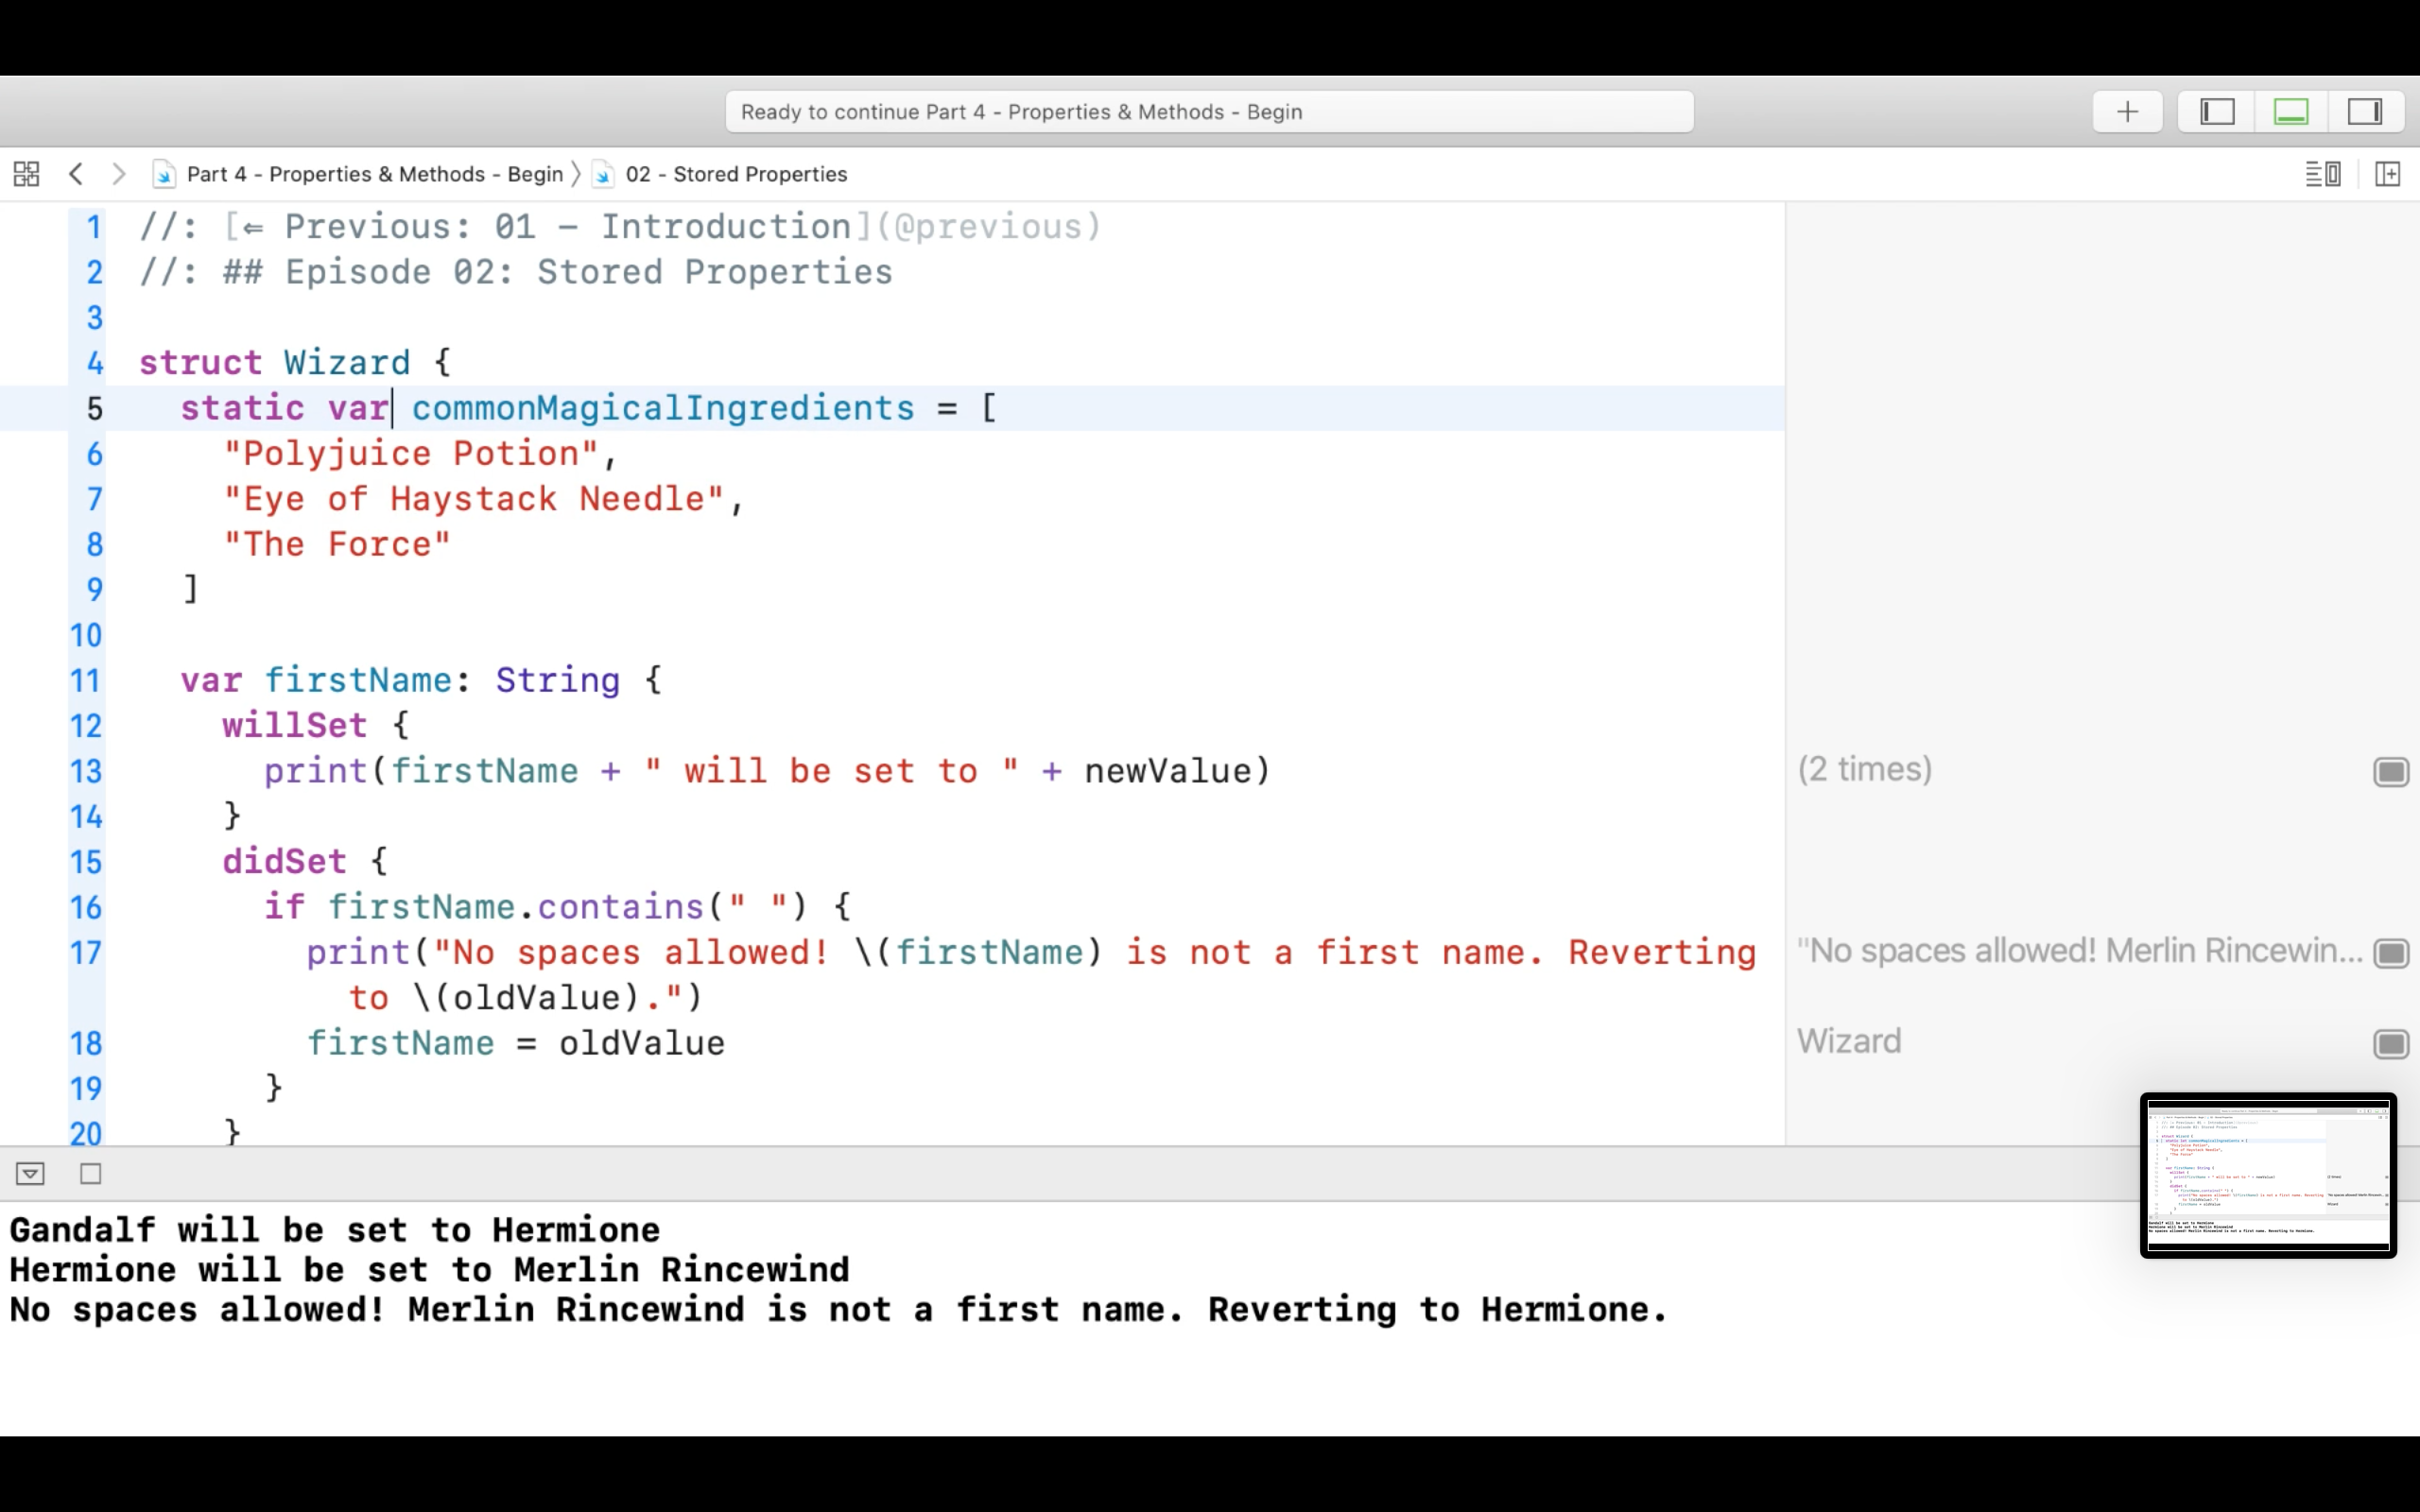 Ready to continue Part 4 - Properties & Methods - Begin
Part 4 - Properties & Methods - Begin 〉 02 - Stored Properties
1 //: [⇐ Previous: 01 - Introduction](@previous)
2 //: ## Episode 02: Stored Properties
3
4 struct Wizard {
5   static var commonMagicalIngredients = [
6     "Polyjuice Potion",
7     "Eye of Haystack Needle",
8     "The Force"
9   ]
10
11   var firstName: String {
12     willSet {
13       print(firstName + " will be set to " + newValue) (2 times)
14     }
15     didSet {
16       if firstName.contains(" ") {
17         print("No spaces allowed! \(firstName) is not a first name. Reverting "No spaces allowed! Merlin Rincewin...
to \(oldValue).")
18         firstName = oldValue Wizard
19       }
20     }
Gandalf will be set to Hermione
Hermione will be set to Merlin Rincewind
No spaces allowed! Merlin Rincewind is not a first name. Reverting to Hermione.